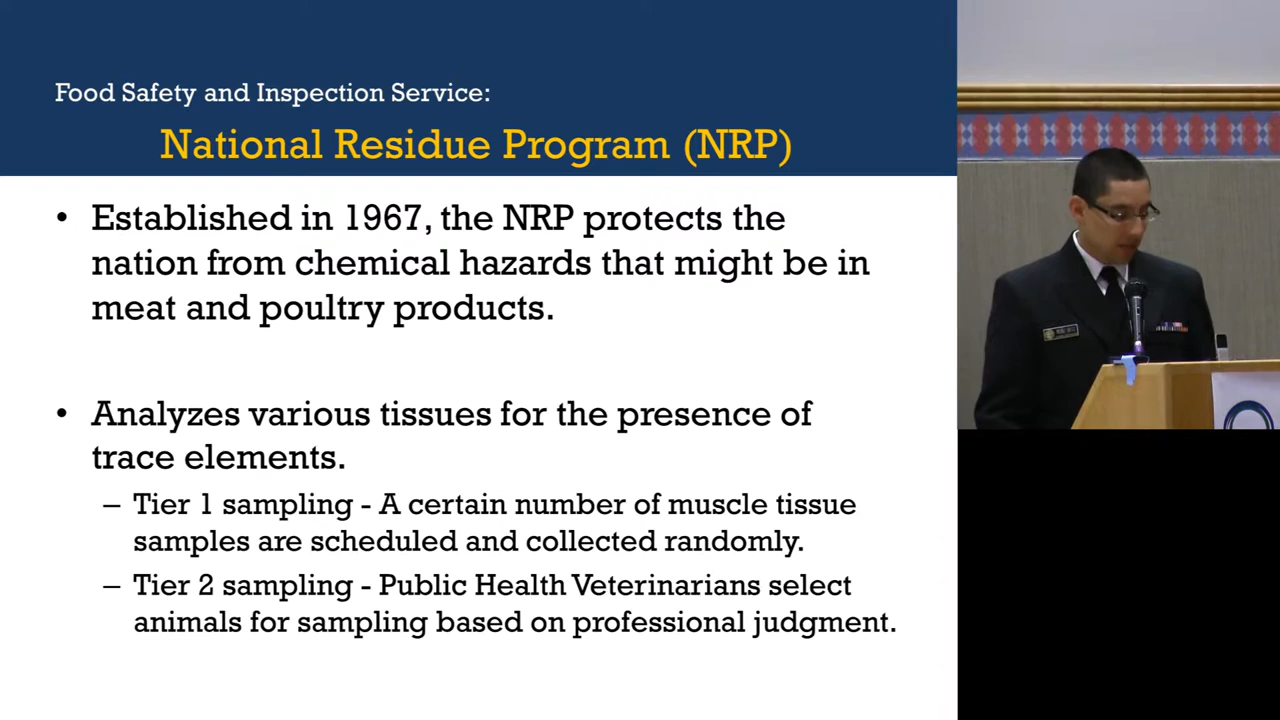 Food Safety and Inspection Service:
National Residue Program (NRP)
• Established in 1967, the NRP protects the
nation from chemical hazards that might be in
meat and poultry products.
• Analyzes various tissues for the presence of
trace elements.
– Tier 1 sampling - A certain number of muscle tissue
samples are scheduled and collected randomly.
– Tier 2 sampling - Public Health Veterinarians select
animals for sampling based on professional judgment.